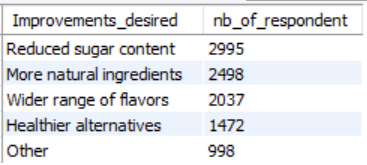 Improvements_desired nb_of_respondent
Reduced sugar content 2995
More natural ingredients 2498
Wider range of flavors 2037
Healthier alternatives 1472
Other 998